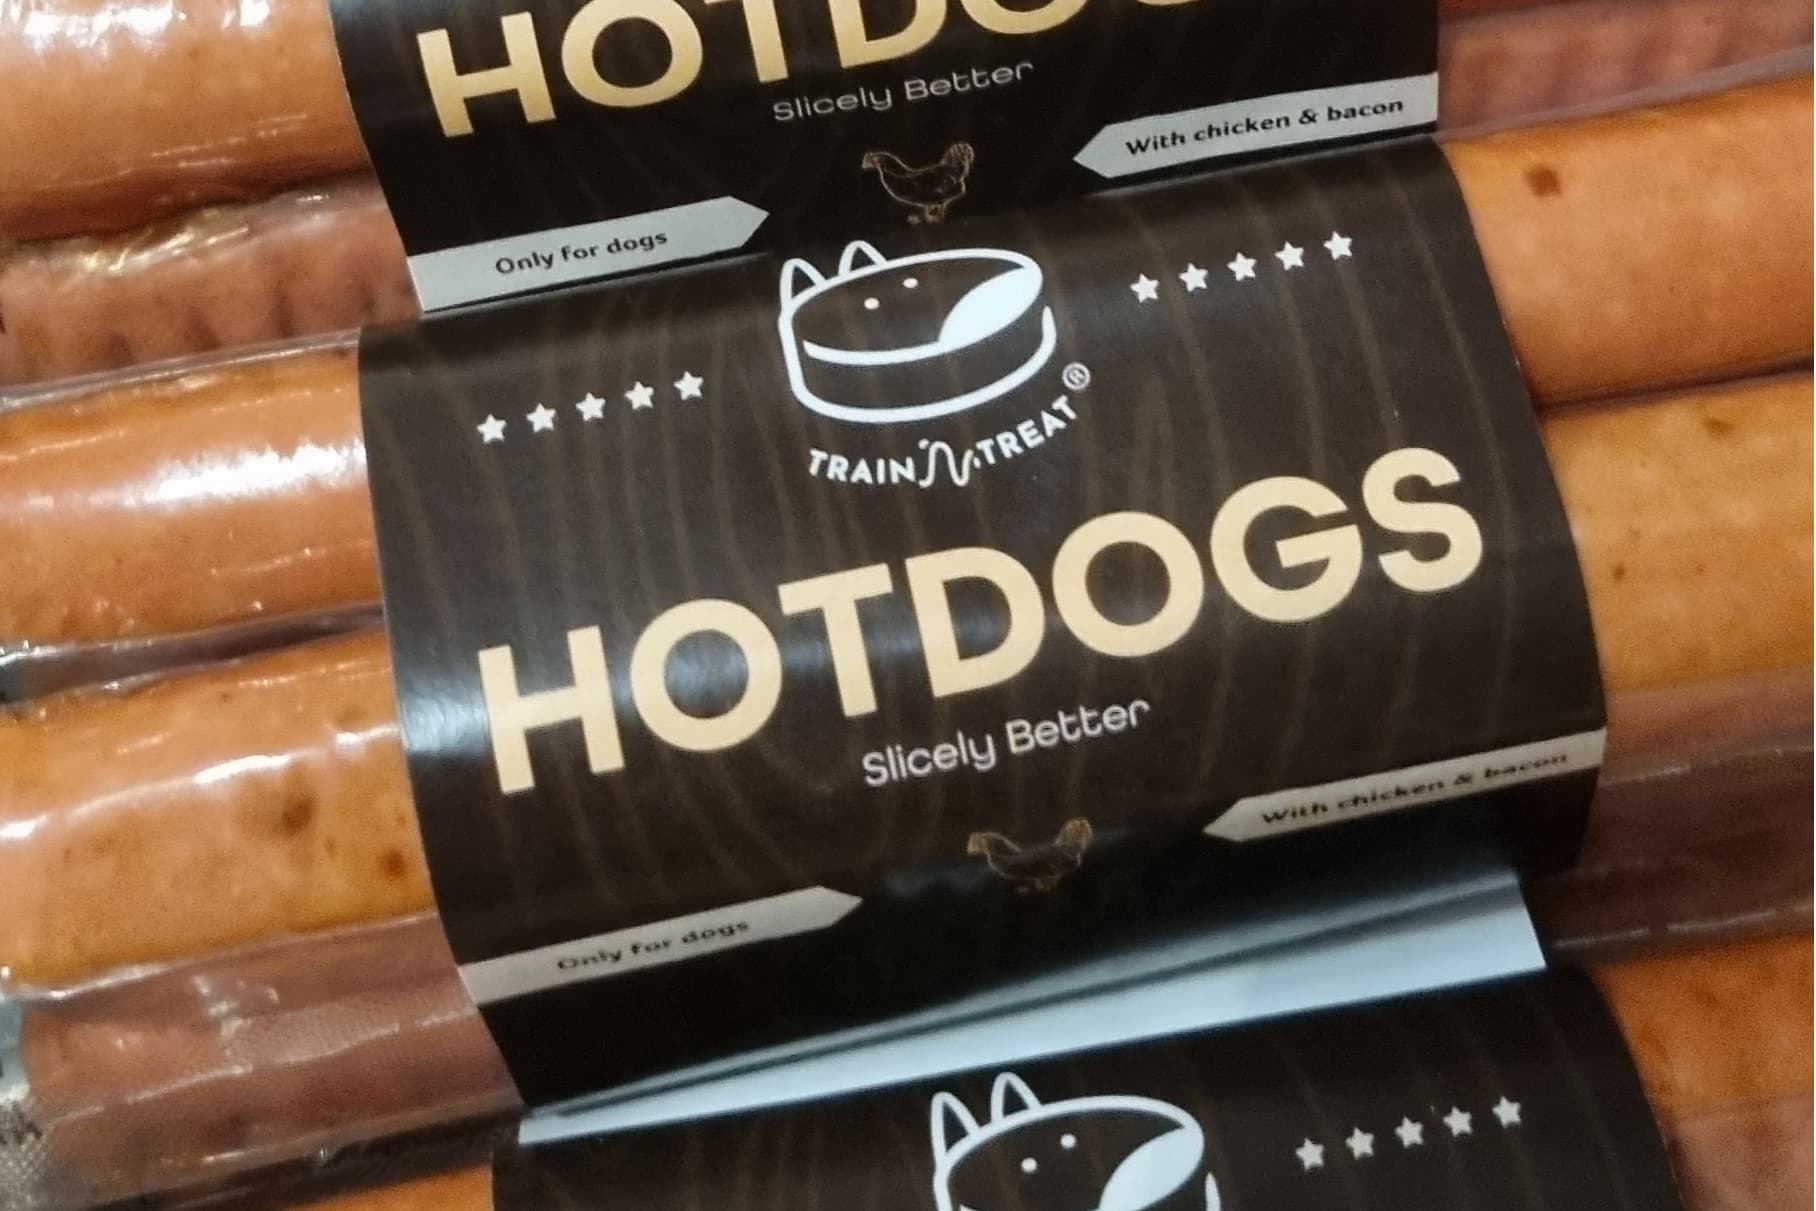 HOTDOGS
Slicely Better
With chicken & bacon
Only for dogs
TRAIN N TREAT®
HOTDOGS
Slicely Better
With chicken & bacon
Only for dogs